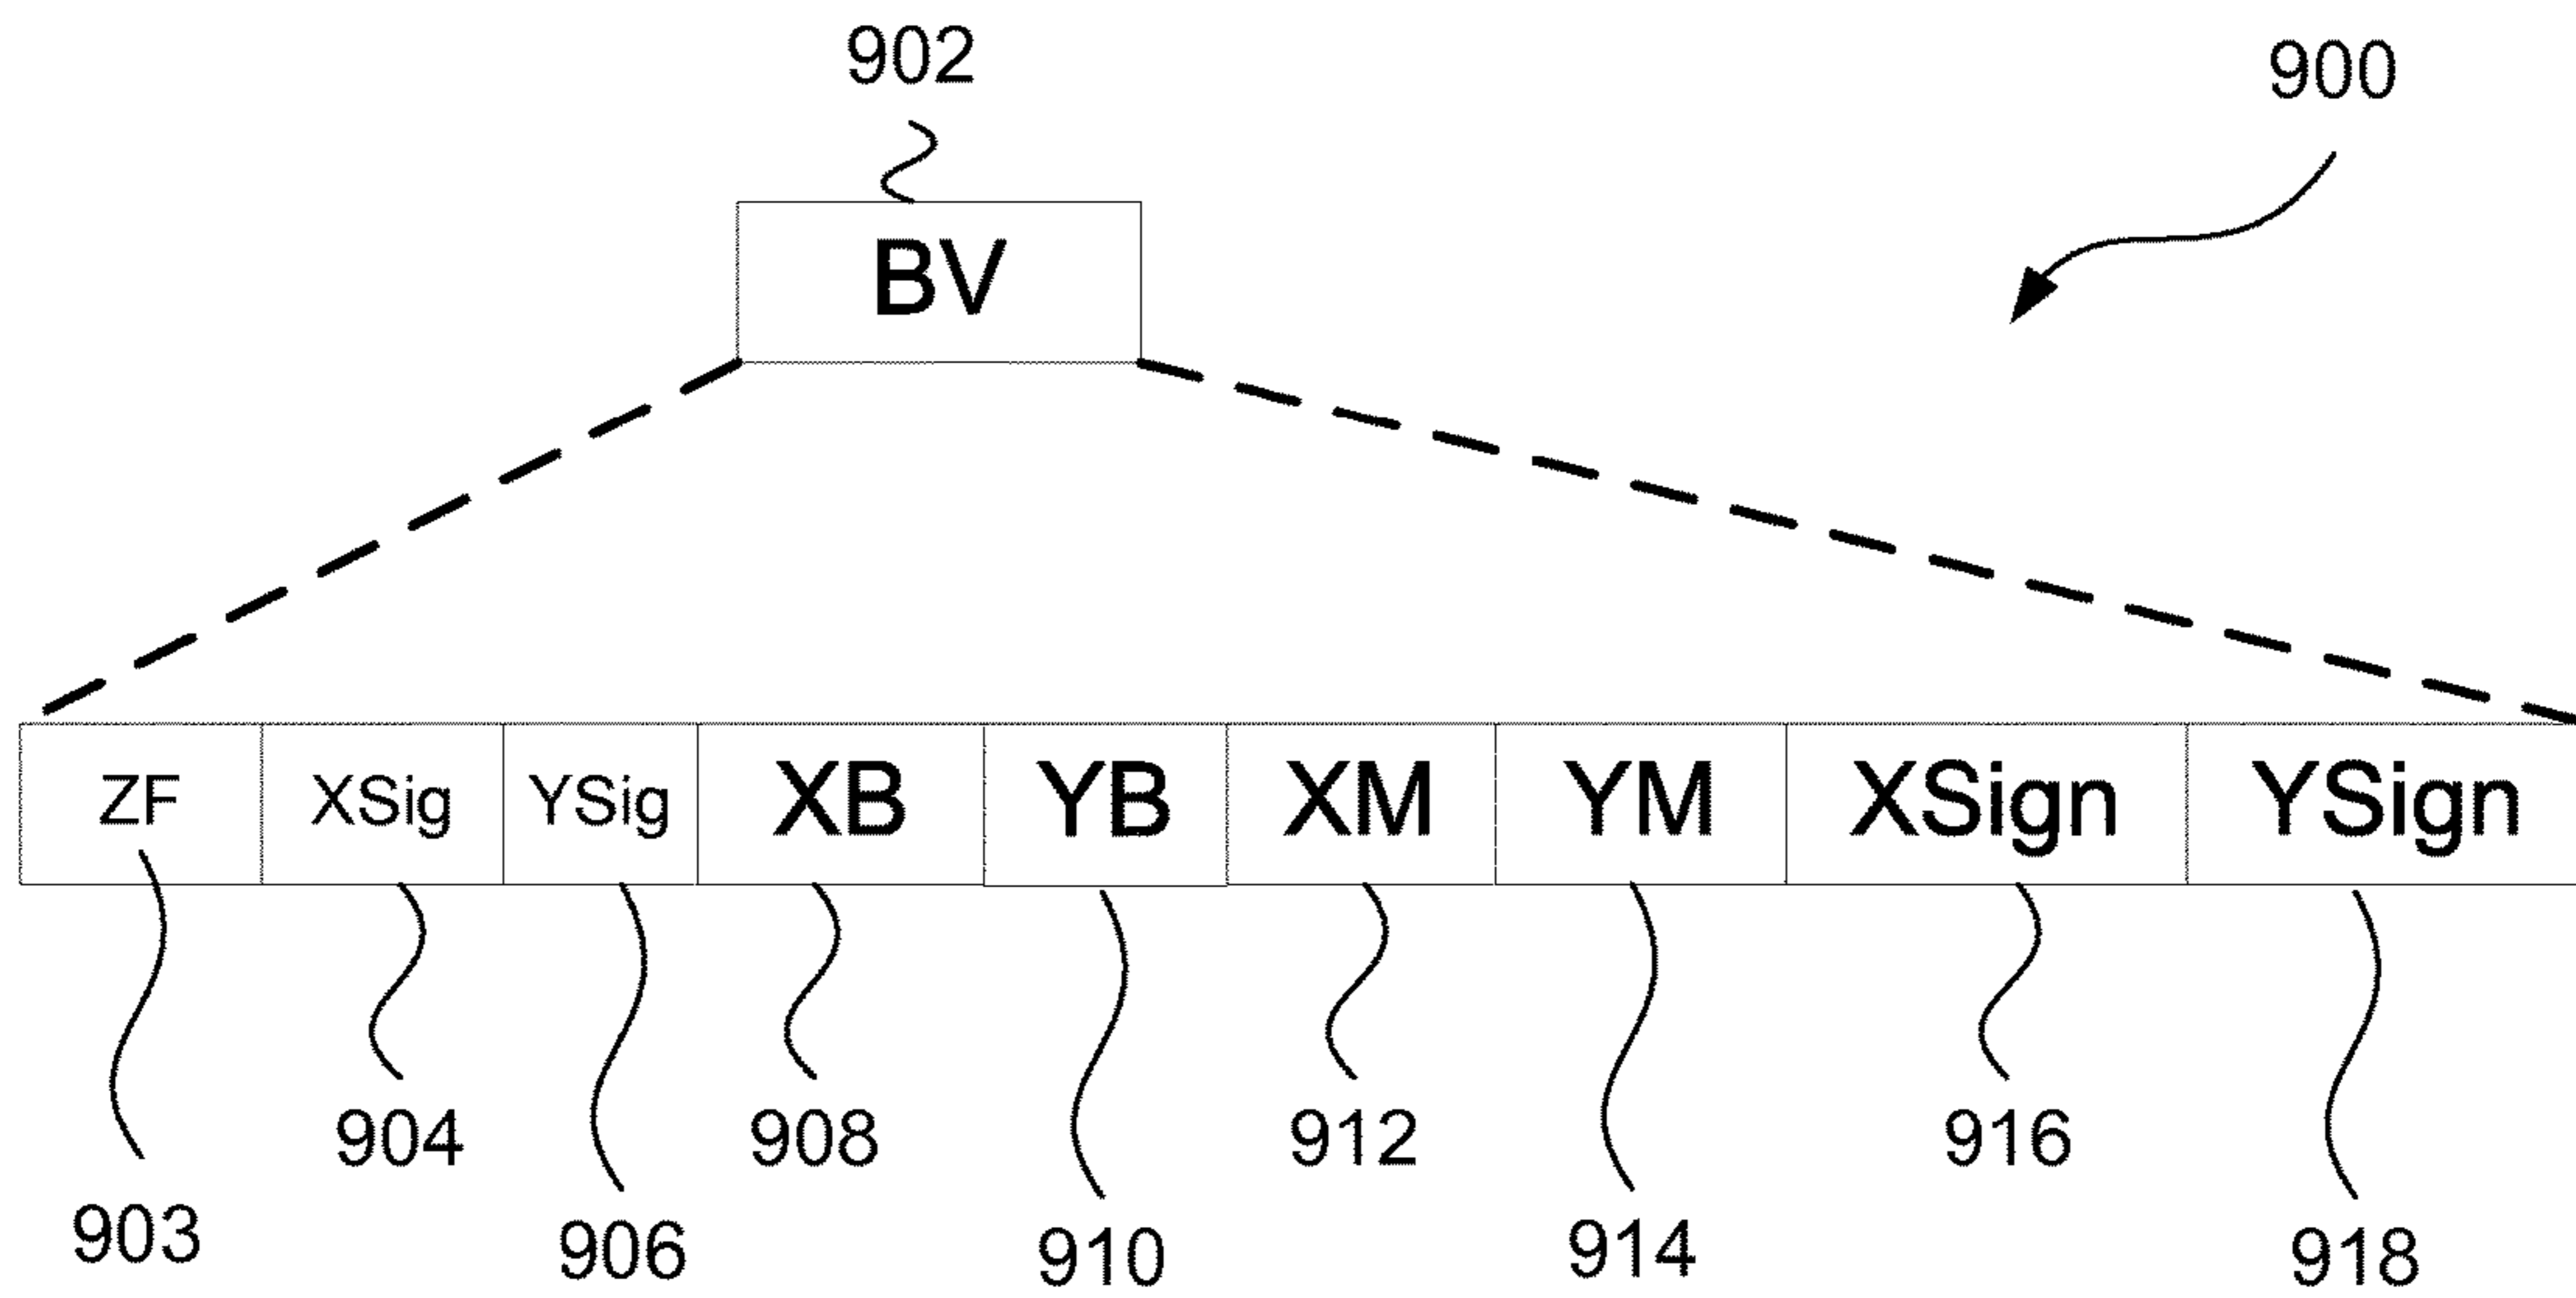 902
900
BV
ZF XSig YSig XB YB XM YM XSign YSign
904 908 912 916
903 906 910 914 918